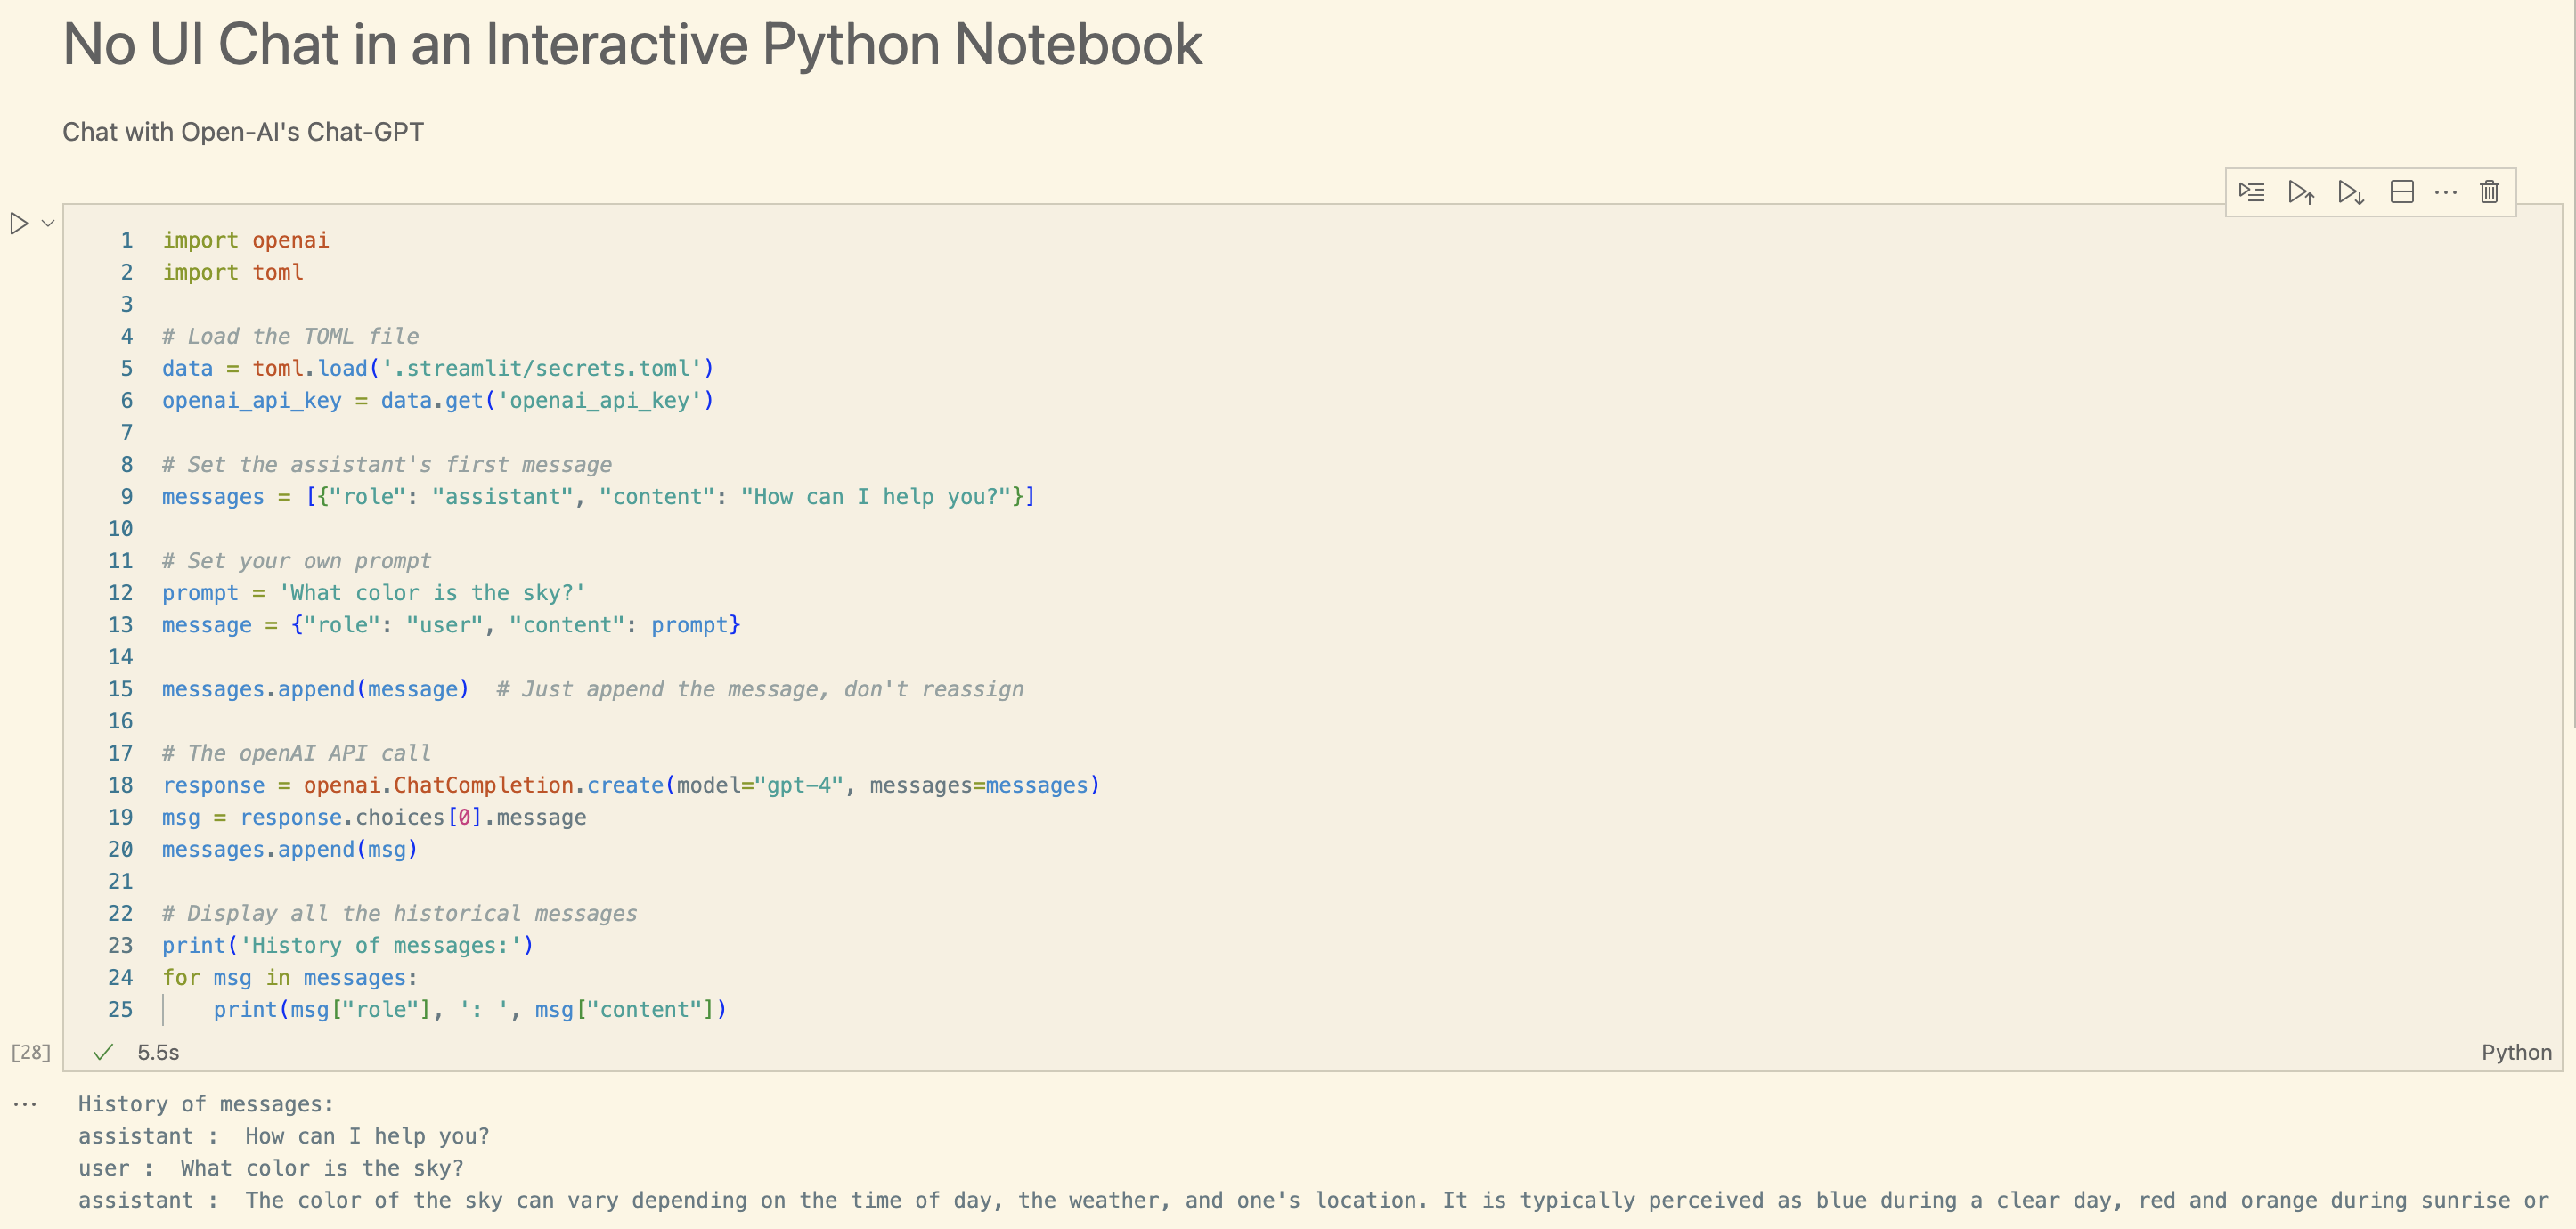 No UI Chat in an Interactive Python Notebook
Chat with Open-AI's Chat-GPT
1 import openai
2 import toml
3
4 # Load the TOML file
5 data = toml.load('.streamlit/secrets.toml')
6 openai_api_key = data.get('openai_api_key')
7
8 # Set the assistant's first message
9 messages = [{"role": "assistant", "content": "How can I help you?"}]
10
11 # Set your own prompt
12 prompt = 'What color is the sky?'
13 message = {"role": "user", "content": prompt}
14
15 messages.append(message)  # Just append the message, don't reassign
16
17 # The openAI API call
18 response = openai.ChatCompletion.create(model="gpt-4", messages=messages)
19 msg = response.choices[0].message
20 messages.append(msg)
21
22 # Display all the historical messages
23 print('History of messages:')
24 for msg in messages:
25     print(msg["role"], ': ', msg["content"])
[28] 5.5s Python
History of messages:
assistant :  How can I help you?
user :  What color is the sky?
assistant :  The color of the sky can vary depending on the time of day, the weather, and one's location. It is typically perceived as blue during a clear day, red and orange during sunrise or